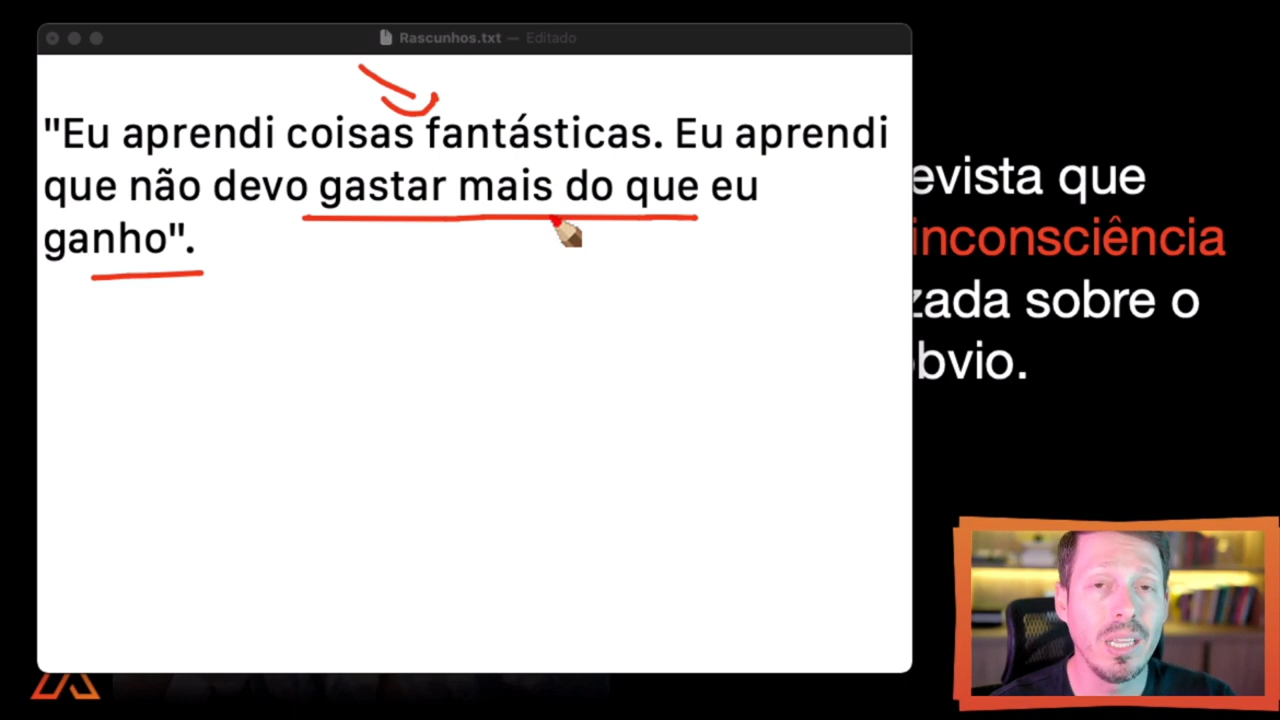 Rascunhos.txt — Editado
"Eu aprendi coisas fantásticas. Eu aprendi
que não devo gastar mais do que eu
ganho".
evista que
inconsciência
zada sobre o
bvio.